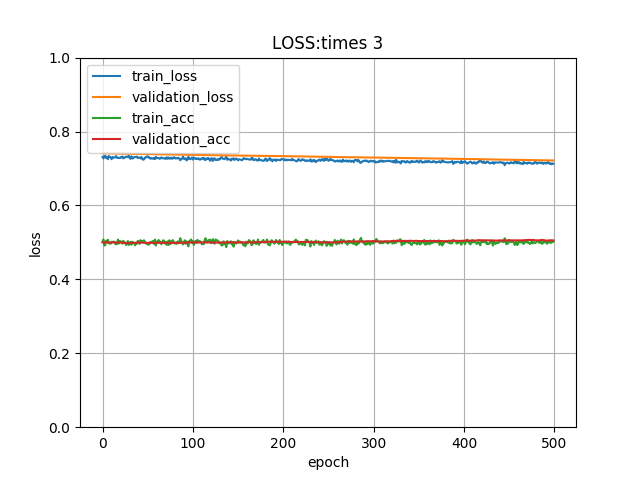 LOSS:times 3
1.0
0.8
0.6
0.4
0.2
0.0
loss
train_loss
validation_loss
train_acc
validation_acc
0 100 200 300 400 500
epoch